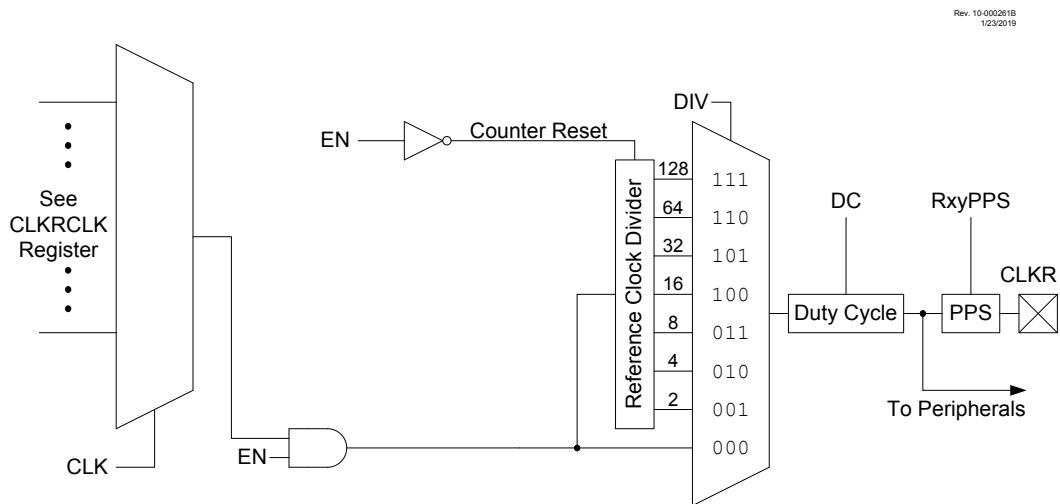 Rev. 10-000261B
1/23/2019
DIV
EN
Counter Reset
See
CLKRCLK
Register
Reference Clock Divider
128
64
32
16
8
4
2
111
110
101
100
011
010
001
000
DC
RxyPPS
CLKR
Duty Cycle
PPS
To Peripherals
EN
CLK